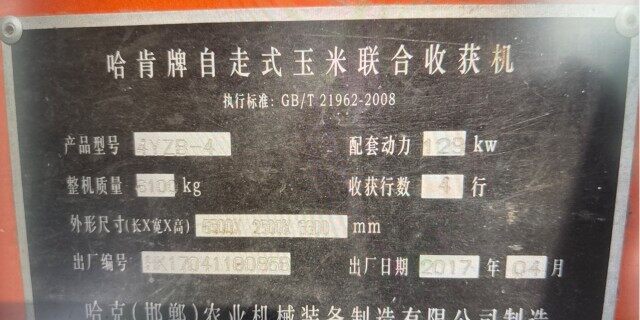 哈肯牌自走式玉米联合收获机
执行标准: GB/T 21962-2008
产品型号 4YZB-4 配套动力 129 kw
整机质量 6100 kg 收获行数 4 行
外形尺寸(长X宽X高) mm
出厂编号 HK17041180866 出厂日期 2017 年 04 月
哈克(邯郸)农业机械装备制造有限公司制造